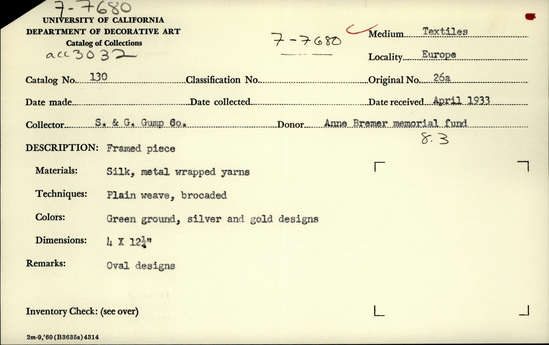 7-7680
UNIVERSITY OF CALIFORNIA
DEPARTMENT OF DECORATIVE ART
Catalog of Collections
acc 3032
7-7680
Medium Textiles
Locality Europe
Catalog No. 130 Classification No. Original No. 26a
Date made Date collected Date received April 1933
Collector S. & G. Gump Co. Donor Anne Bremer memorial fund
8.3
DESCRIPTION: Framed piece
Materials: Silk, metal wrapped yarns
Techniques: Plain weave, brocaded
Colors: Green ground, silver and gold designs
Dimensions: 4 X 12¼"
Remarks: Oval designs
Inventory Check: (see over)
2m-9,'60(B3635s)4314